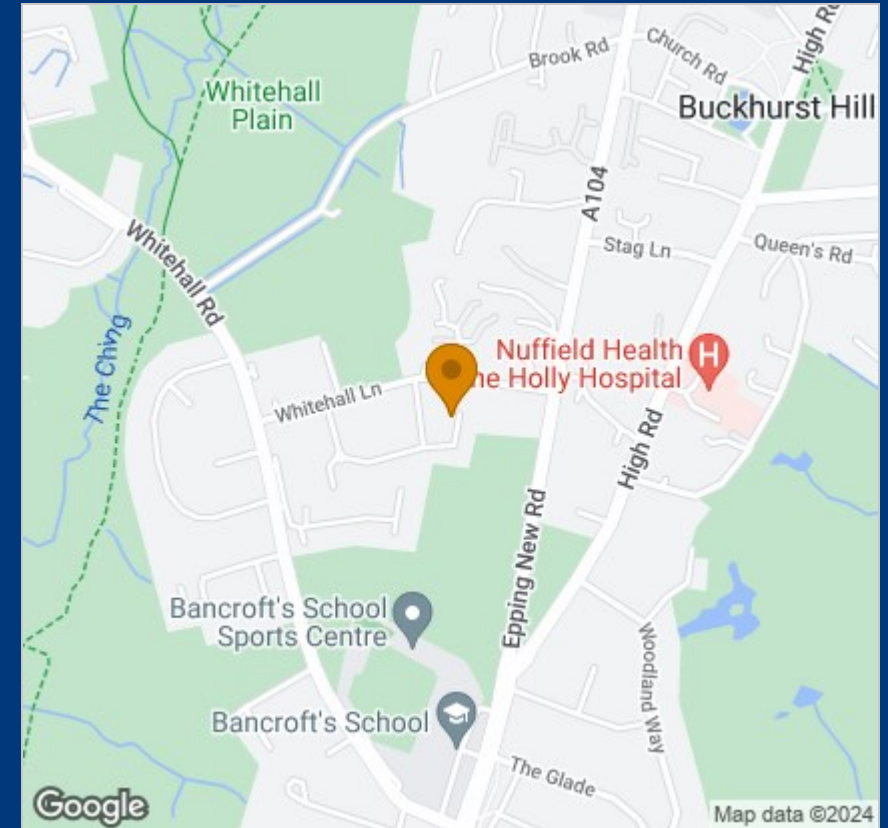 High Rd
Brook Rd
Church Rd
Whitehall
Plain
Buckhurst Hill
A104
Stag Ln
Queen's Rd
Whitehall Rd
The Ching
Nuffield Health
he Holly Hospital
H
Whitehall Ln
High Rd
Epping New Rd
Bancroft's School
Sports Centre
Woodland Way
Bancroft's School
The Glade
Google
Map data ©2024